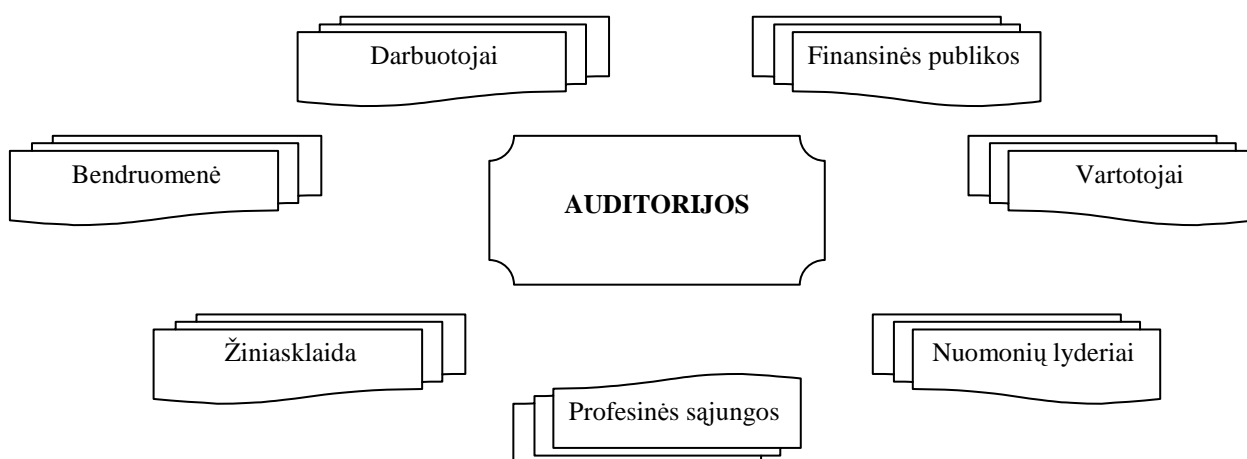 Darbuotojai
Finansinės publikos
Bendruomenė
AUDITORIJOS
Vartotojai
Žiniasklaida
Nuomonių lyderiai
Profesinės sąjungos